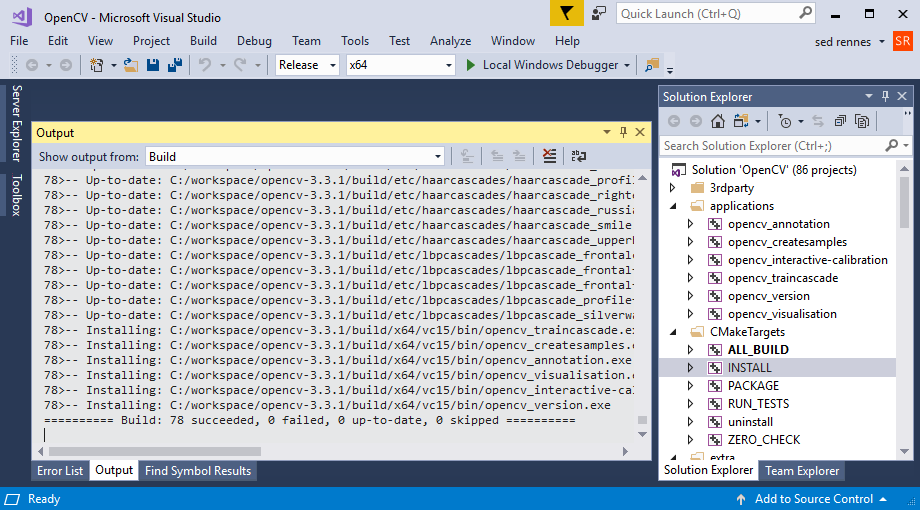 OpenCV - Microsoft Visual Studio
Quick Launch (Ctrl+Q)
File Edit View Project Build Debug Team Tools Test Analyze Window Help
sed rennes
SR
Release x64 Local Windows Debugger
Server Explorer
Toolbox
Output
Show output from: Build
78>-- Up-to-date: C:/workspace/opencv-3.3.1/build/etc/haarcascades/haarcascade_profil
78>-- Up-to-date: C:/workspace/opencv-3.3.1/build/etc/haarcascades/haarcascade_righte
78>-- Up-to-date: C:/workspace/opencv-3.3.1/build/etc/haarcascades/haarcascade_russia
78>-- Up-to-date: C:/workspace/opencv-3.3.1/build/etc/haarcascades/haarcascade_smile
78>-- Up-to-date: C:/workspace/opencv-3.3.1/build/etc/haarcascades/haarcascade_upperb
78>-- Up-to-date: C:/workspace/opencv-3.3.1/build/etc/lbpcascades/lbpcascade_frontal
78>-- Up-to-date: C:/workspace/opencv-3.3.1/build/etc/lbpcascades/lbpcascade_frontal
78>-- Up-to-date: C:/workspace/opencv-3.3.1/build/etc/lbpcascades/lbpcascade_frontal
78>-- Up-to-date: C:/workspace/opencv-3.3.1/build/etc/lbpcascades/lbpcascade_profile
78>-- Up-to-date: C:/workspace/opencv-3.3.1/build/etc/lbpcascades/lbpcascade_silverwa
78>-- Installing: C:/workspace/opencv-3.3.1/build/x64/vc15/bin/opencv_traincascade.ex
78>-- Installing: C:/workspace/opencv-3.3.1/build/x64/vc15/bin/opencv_createsamples.e
78>-- Installing: C:/workspace/opencv-3.3.1/build/x64/vc15/bin/opencv_annotation.exe
78>-- Installing: C:/workspace/opencv-3.3.1/build/x64/vc15/bin/opencv_visualisation.e
78>-- Installing: C:/workspace/opencv-3.3.1/build/x64/vc15/bin/opencv_interactive-cal
78>-- Installing: C:/workspace/opencv-3.3.1/build/x64/vc15/bin/opencv_version.exe
========== Build: 78 succeeded, 0 failed, 0 up-to-date, 0 skipped ==========
Error List Output Find Symbol Results
Solution Explorer
Search Solution Explorer (Ctrl+;)
Solution 'OpenCV' (86 projects)
3rdparty
applications
opencv_annotation
opencv_createsamples
opencv_interactive-calibration
opencv_traincascade
opencv_version
opencv_visualisation
CMakeTargets
ALL_BUILD
INSTALL
PACKAGE
RUN_TESTS
uninstall
ZERO_CHECK
extra
Solution Explorer Team Explorer
Ready
Add to Source Control